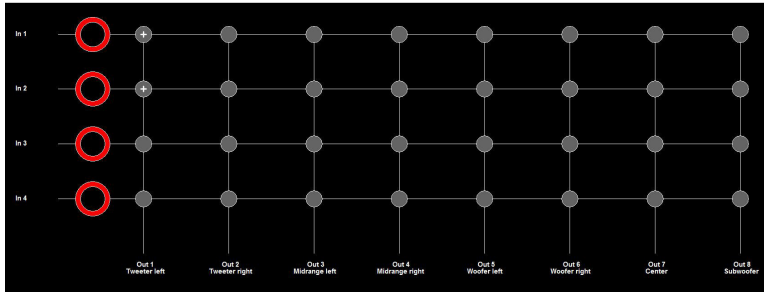 In 1
+
In 2
+
In 3
In 4
Out 1 Out 2 Out 3 Out 4 Out 5 Out 6 Out 7 Out 8
Tweeter left Tweeter right Midrange left Midrange right Woofer left Woofer right Center Subwoofer